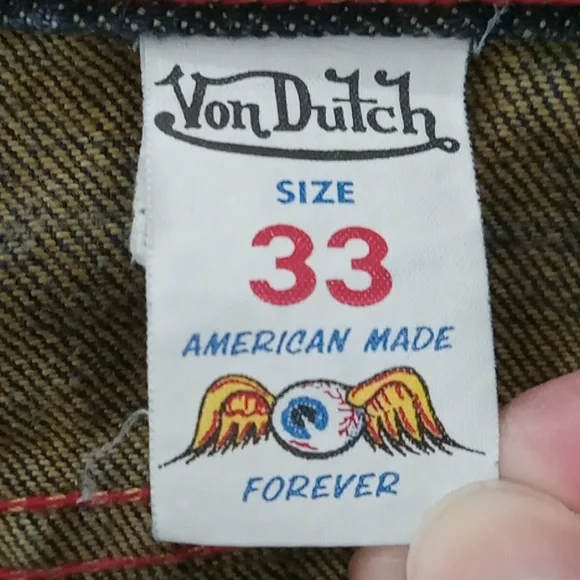 Von Dutch
SIZE
33
AMERICAN MADE
FOREVER